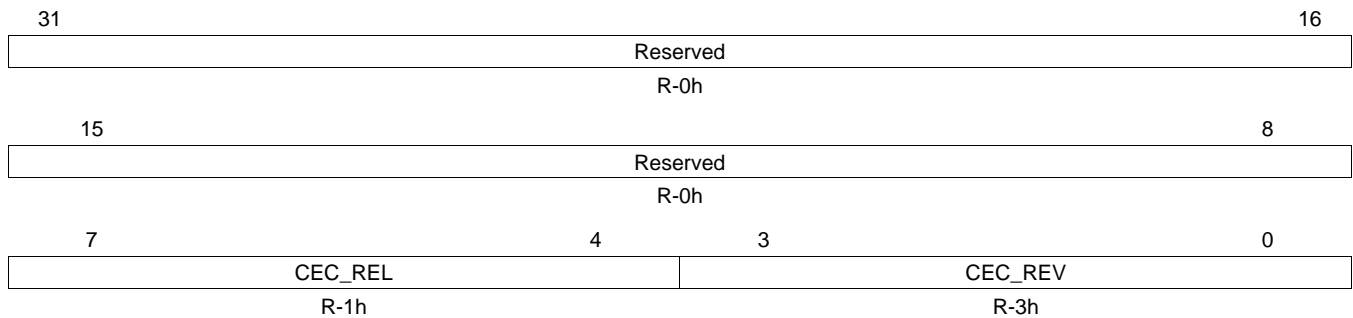 31 16
Reserved
R-0h
15 8
Reserved
R-0h
7 4 3 0
CEC_REL CEC_REV
R-1h R-3h